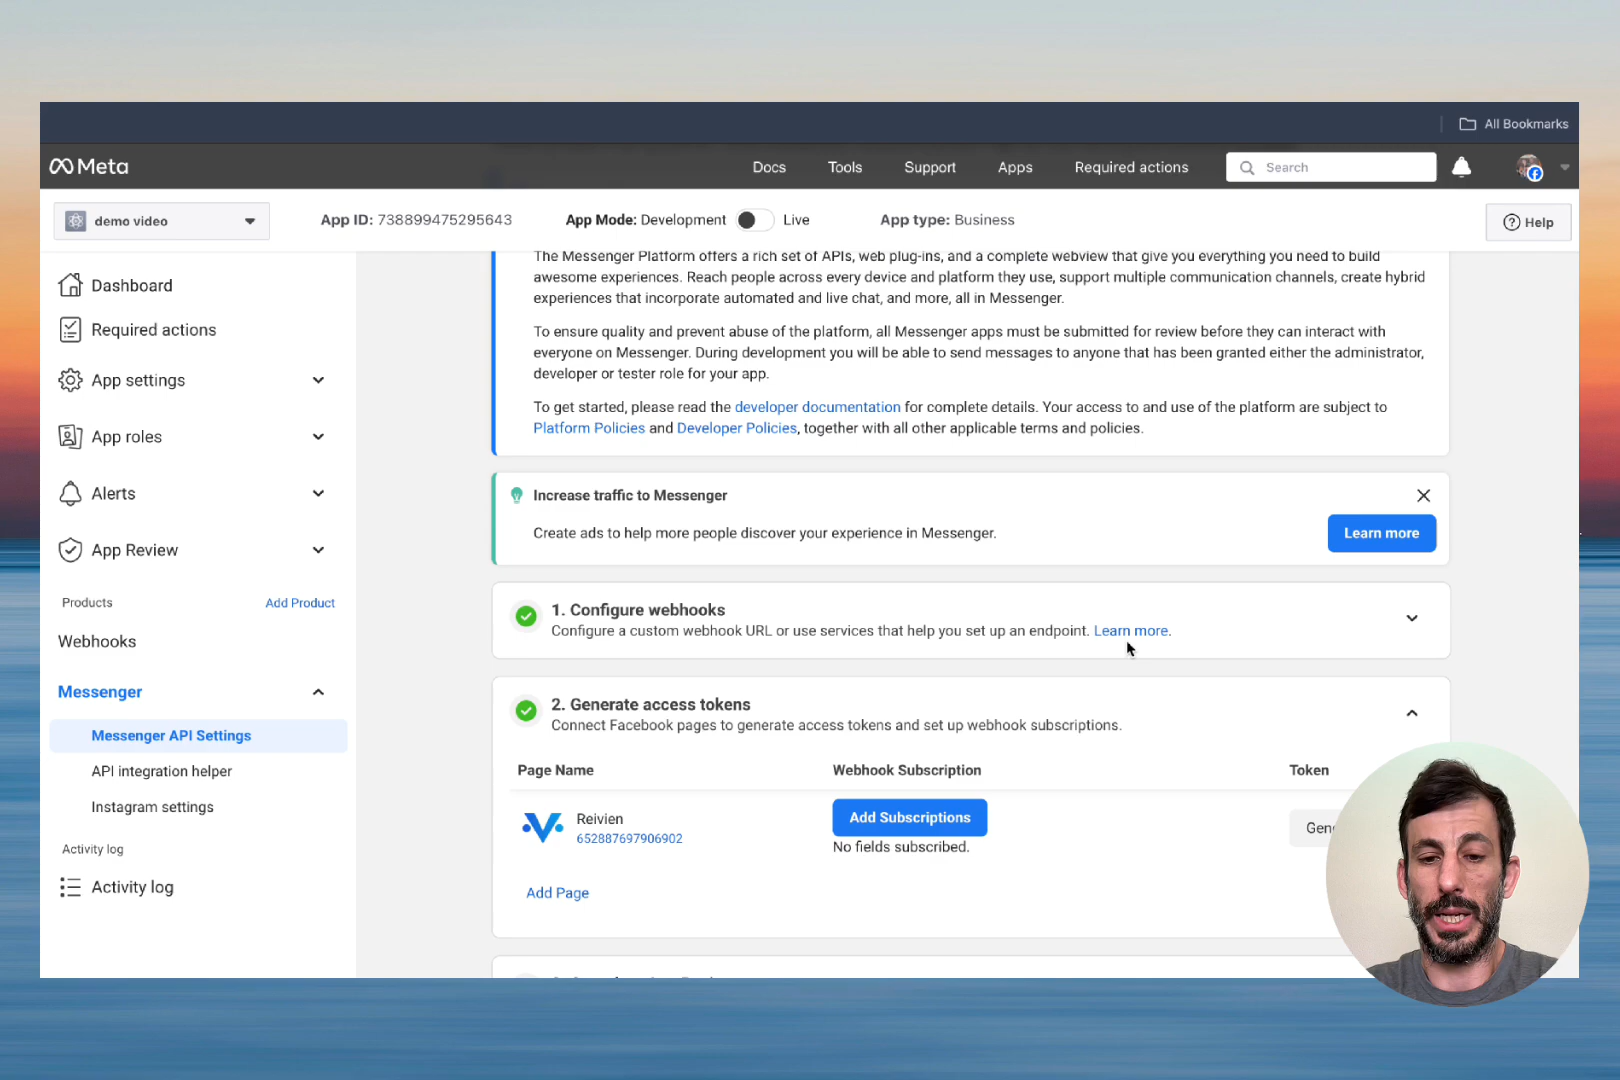 All Bookmarks
Meta
Docs
Tools
Support
Apps
Required actions
Search
demo video
App ID: 738899475295643
App Mode: Development
Live
App type: Business
Help
Dashboard
Required actions
App settings
App roles
Alerts
App Review
Products
Add Product
Webhooks
Messenger
Messenger API Settings
API integration helper
Instagram settings
Activity log
Activity log
The Messenger Platform offers a rich set of APIs, web plug-ins, and a complete webview that give you everything you need to build
awesome experiences. Reach people across every device and platform they use, support multiple communication channels, create hybrid
experiences that incorporate automated and live chat, and more, all in Messenger.
To ensure quality and prevent abuse of the platform, all Messenger apps must be submitted for review before they can interact with
everyone on Messenger. During development you will be able to send messages to anyone that has been granted either the administrator,
developer or tester role for your app.
To get started, please read the developer documentation for complete details. Your access to and use of the platform are subject to
Platform Policies and Developer Policies, together with all other applicable terms and policies.
Increase traffic to Messenger
Create ads to help more people discover your experience in Messenger.
Learn more
1. Configure webhooks
Configure a custom webhook URL or use services that help you set up an endpoint. Learn more.
2. Generate access tokens
Connect Facebook pages to generate access tokens and set up webhook subscriptions.
Page Name
Webhook Subscription
Token
Reivien
652887697906902
Add Subscriptions
No fields subscribed.
Add Page